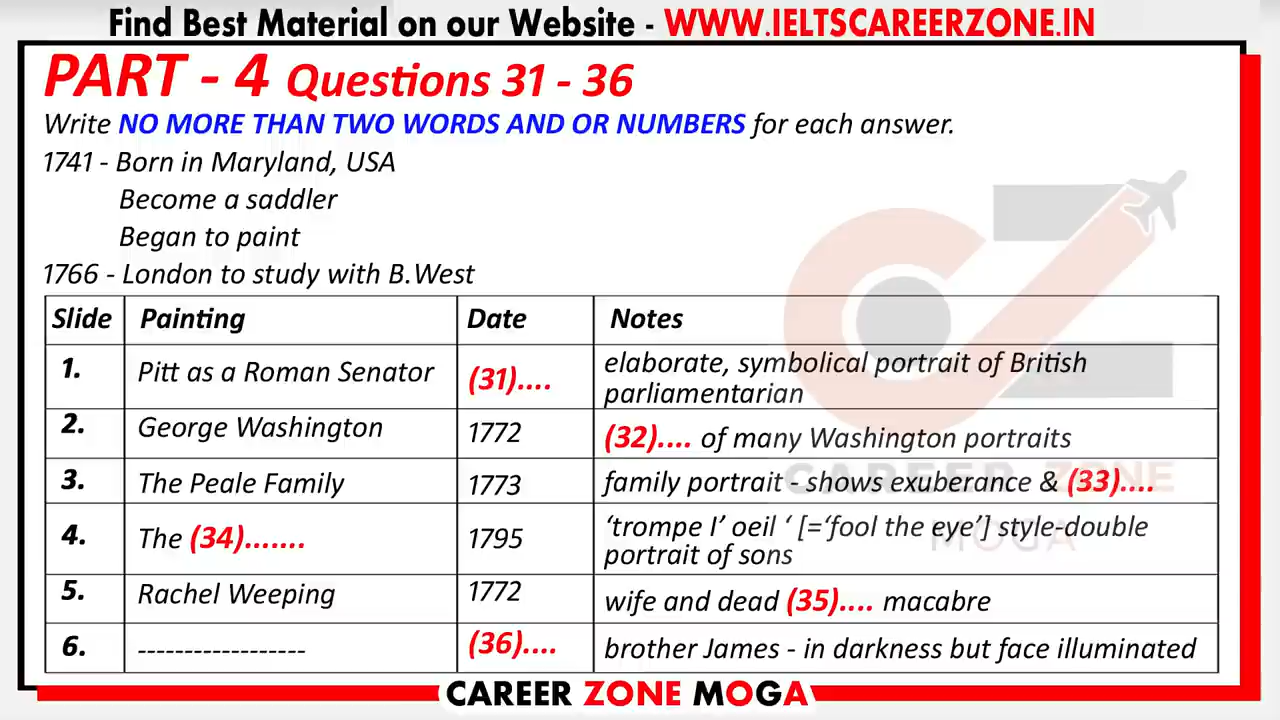 Find Best Material on our Website - WWW.IELTSCAREERZONE.IN
PART - 4 Questions 31 - 36
Write NO MORE THAN TWO WORDS AND OR NUMBERS for each answer.
1741 - Born in Maryland, USA
Become a saddler
Began to paint
1766 - London to study with B.West
Slide Painting Date Notes
1. Pitt as a Roman Senator (31).... elaborate, symbolical portrait of British
parliamentarian
2. George Washington 1772 (32).... of many Washington portraits
3. The Peale Family 1773 family portrait - shows exuberance & (33)....
4. The (34)....... 1795 ‘trompe I’ oeil ‘ [=‘fool the eye’] style-double
portrait of sons
5. Rachel Weeping 1772 wife and dead (35).... macabre
6. ------------------ (36).... brother James - in darkness but face illuminated
CAREER ZONE
MOGA
CAREER ZONE MOGA